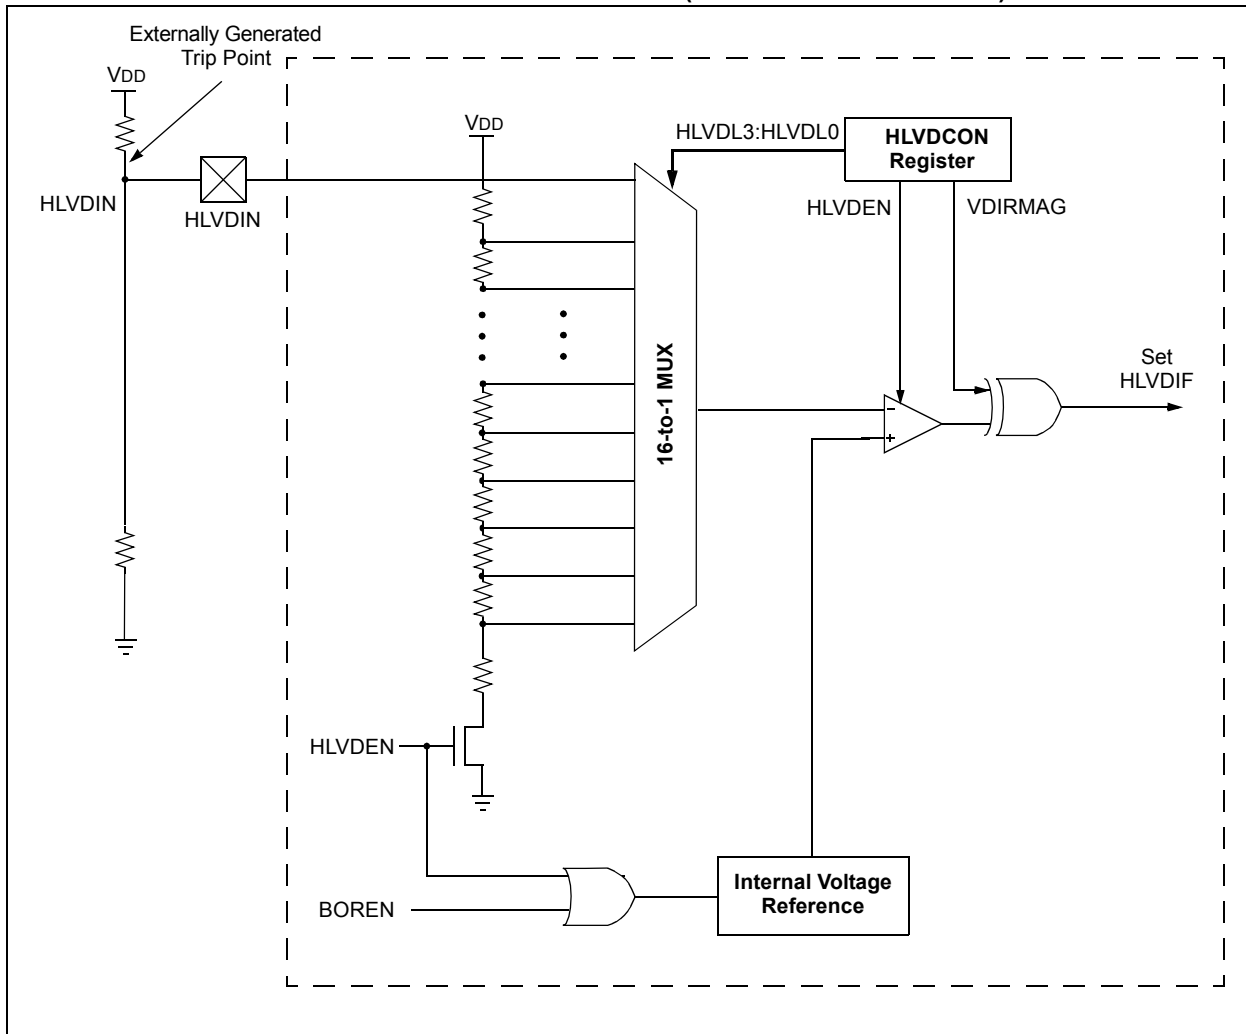 Externally Generated
Trip Point
VDD
VDD
HLVDL3:HLVDL0
HLVDCON
Register
HLVDIN
HLVDIN
HLVDEN
VDIRMAG
16-to-1 MUX
-
+
Set
HLVDIF
HLVDEN
BOREN
Internal Voltage
Reference